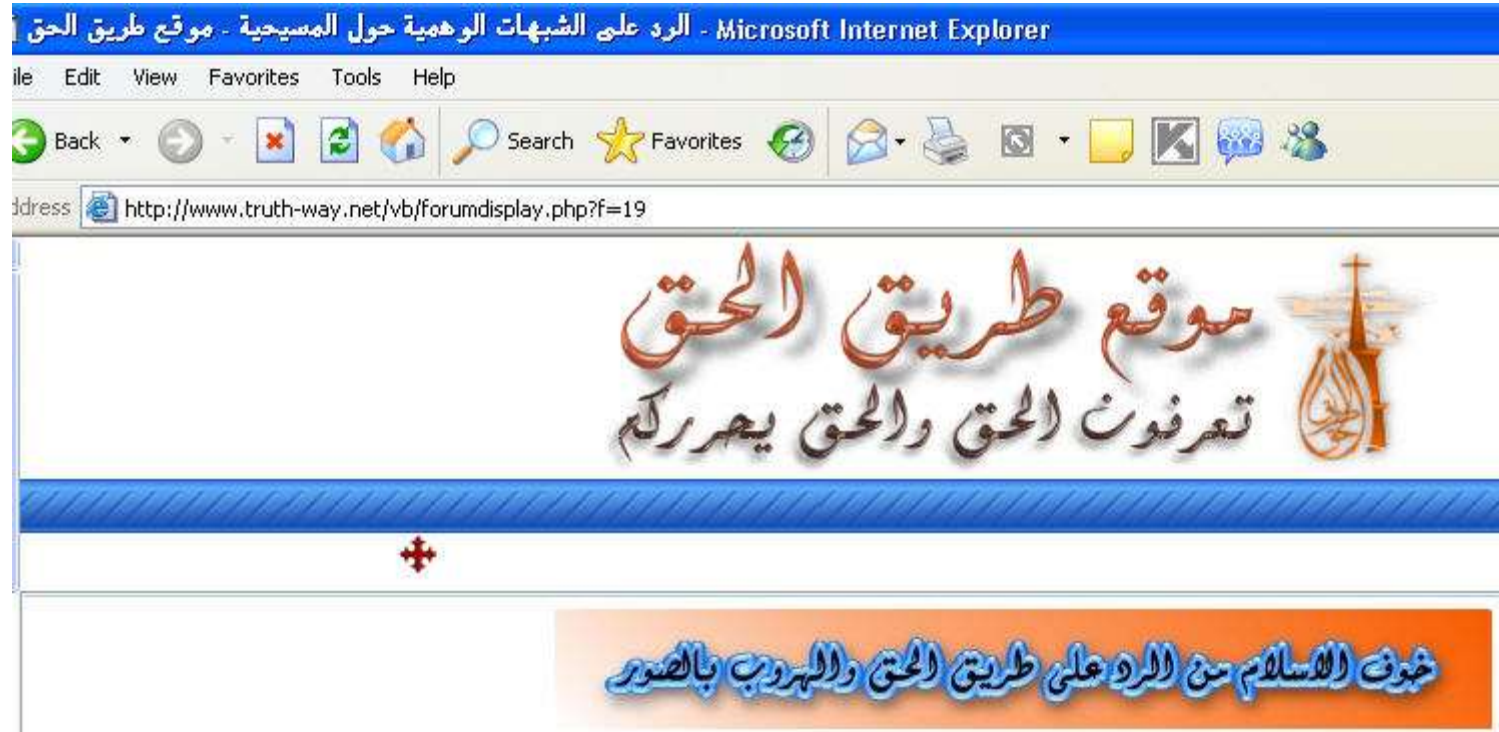 الرد على الشبهات الوهمية حول المسيحية - موقع طريق الحق - Microsoft Internet Explorer
ile Edit View Favorites Tools Help
Back Search Favorites
ddress http://www.truth-way.net/vb/forumdisplay.php?f=19
موقع طريق الحق
تعرفون الحق والحق يحرركم
خوف الاسلام من الرد على طريق الحق والهروب بالصور